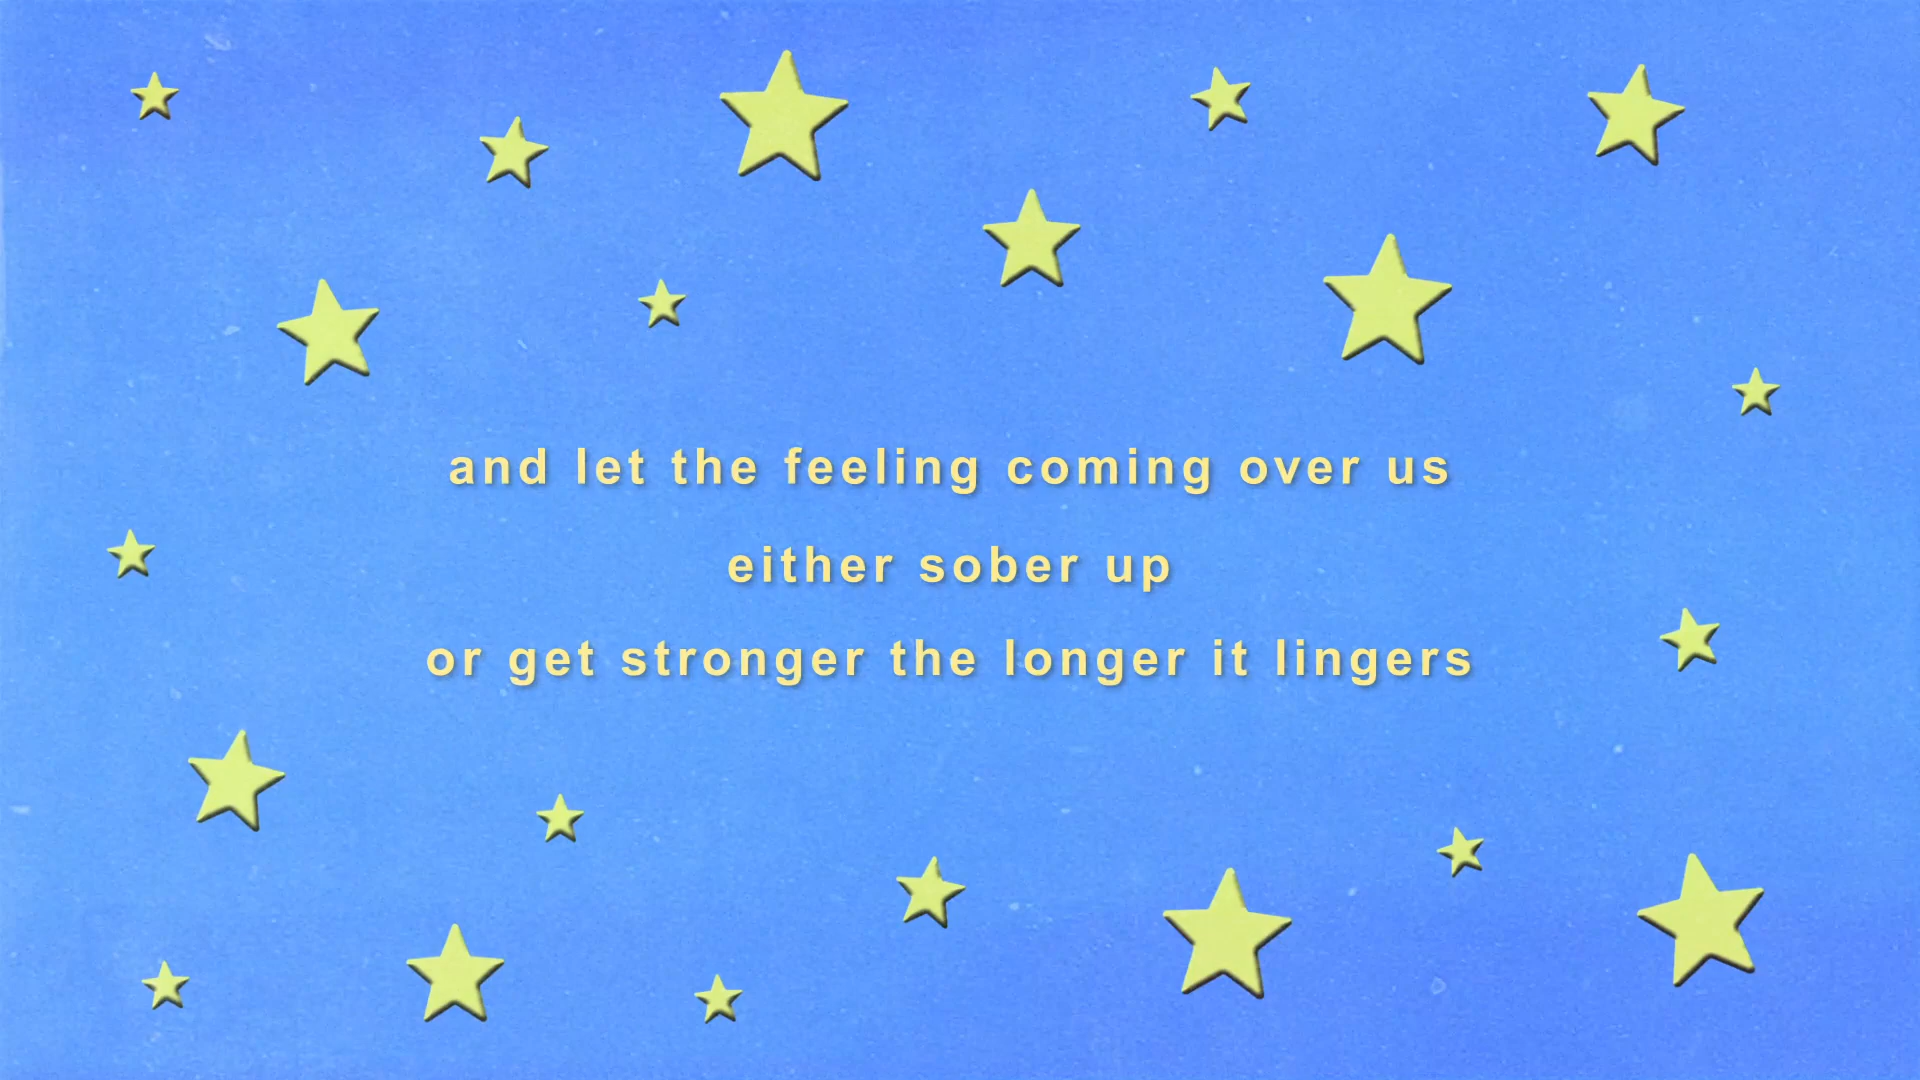 and let the feeling coming over us
either sober up
or get stronger the longer it lingers